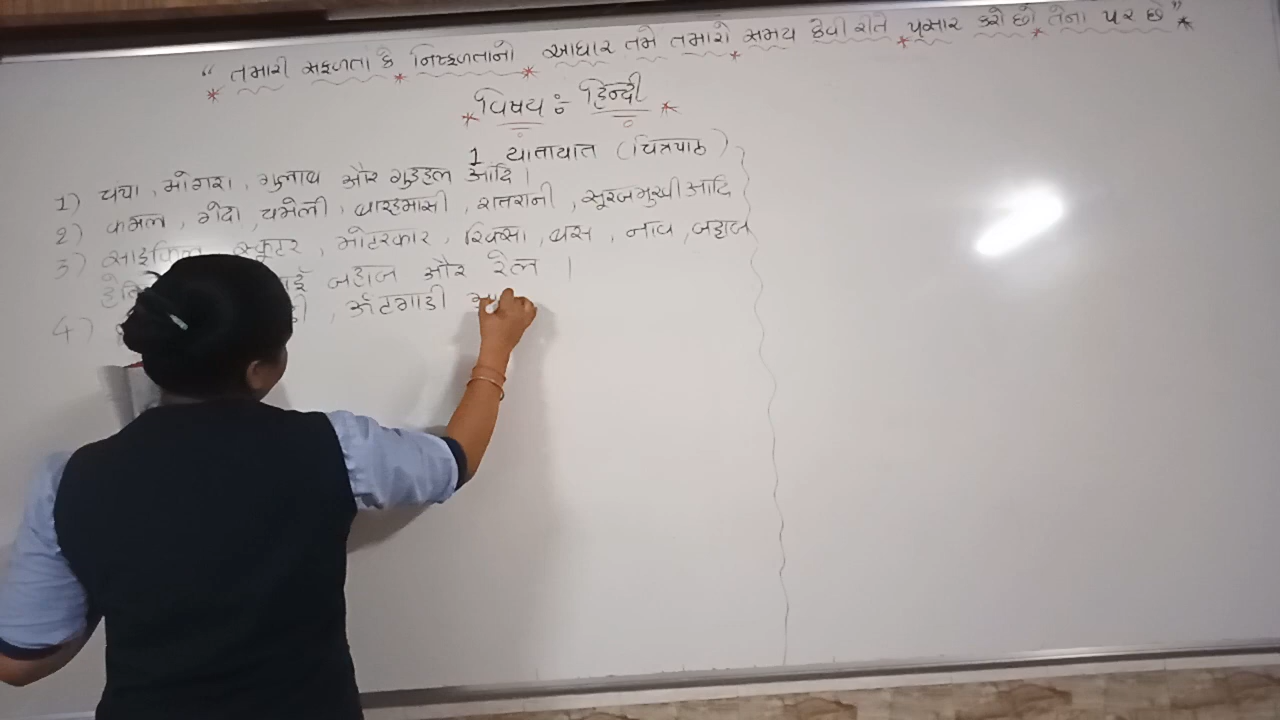 “ તમારી સફળતા કે નિષ્ફળતાનો આધાર તમે તમારો સમય કેવી રીતે પસાર કરો છો તેના પર છે ”
विषय : हिन्दी
1 यातायात (चित्रपाठ)
1) चंपा , मोगरा , गुलाब और गुड़हल आदि ।
2) कमल , गेंदा , चमेली , बारहमासी , रातरानी , सूरजमुखी आदि
3) साइकिल स्कूटर , मोटरकार , रिक्सा , बस , नाव , जहाज
जहाज और रेल ।
4) , ऊँटगाडी